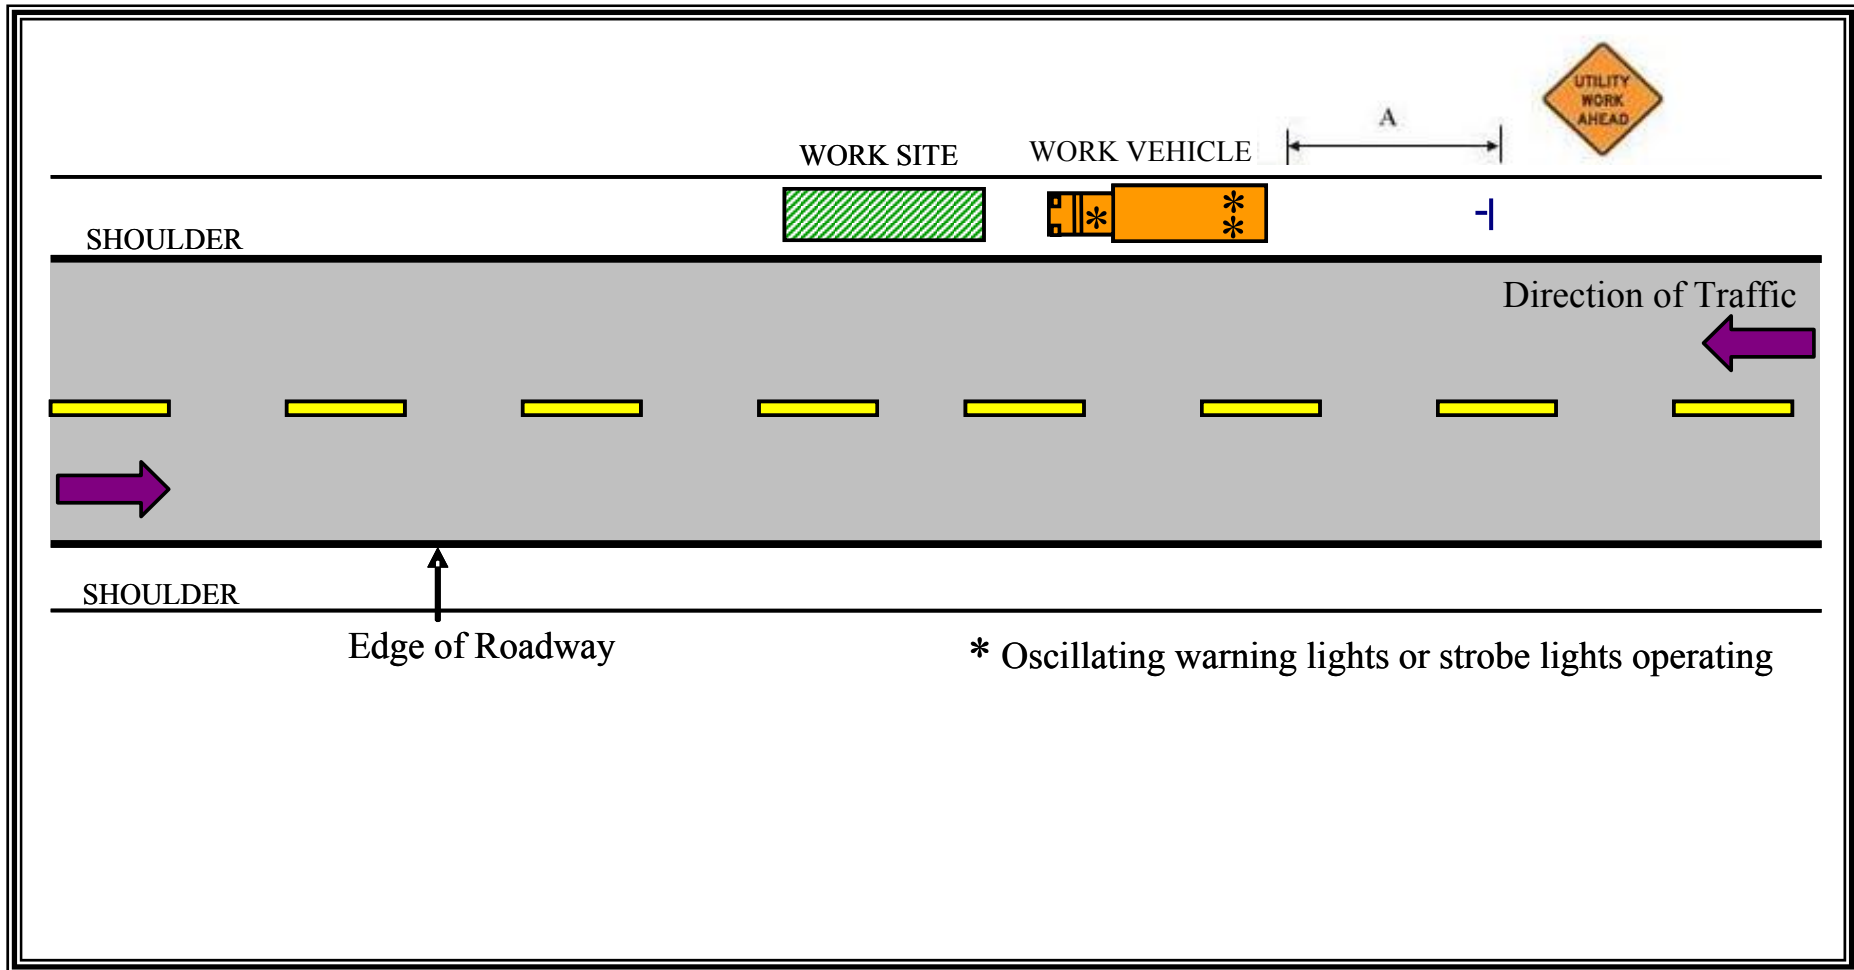 UTILITY
WORK
AHEAD
A
WORK SITE
WORK VEHICLE
*
**
SHOULDER
Direction of Traffic
SHOULDER
Edge of Roadway
* Oscillating warning lights or strobe lights operating